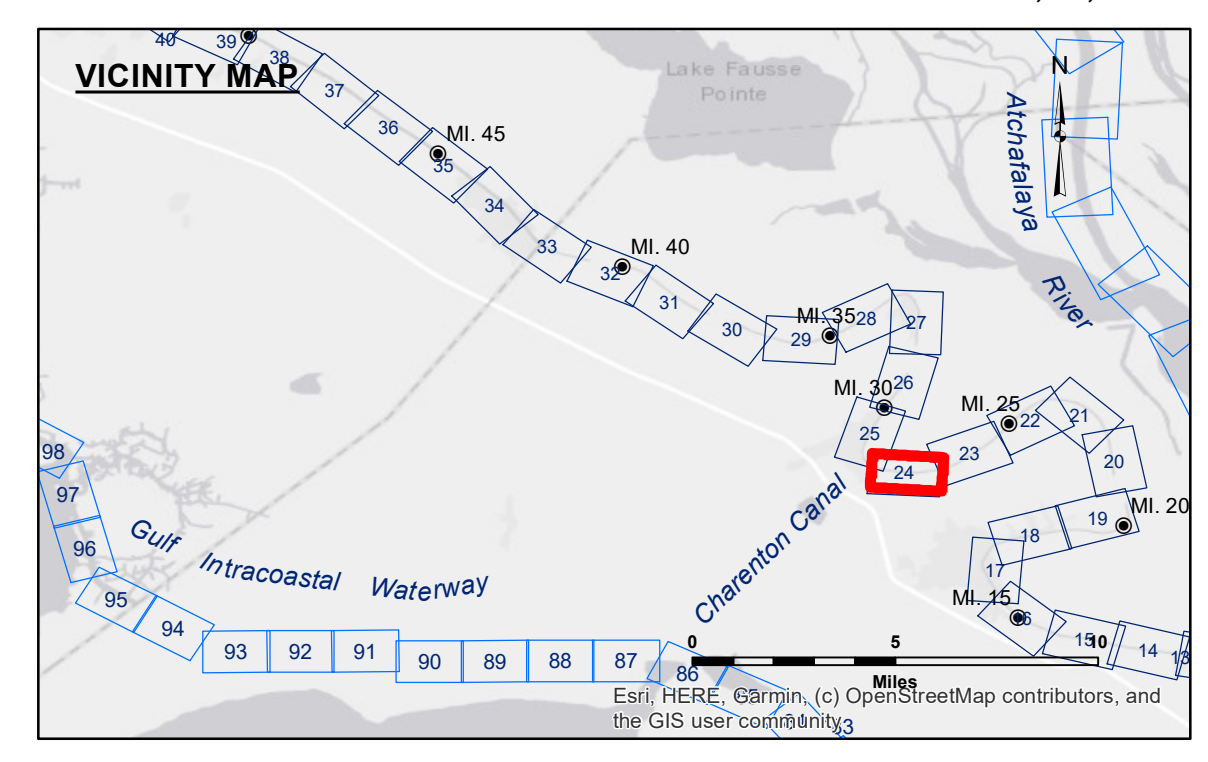 VICINITY MAP
40
39
38
37
36
MI. 45
35
34
33
32
MI. 40
31
30
29
MI. 35
28
27
26
MI. 30
25
24
23
MI. 25
22
21
20
19
MI. 20
18
17
MI. 15
16
15
14
13
Lake Fausse
Pointe
N
Atchafalaya
River
Charenton Canal
Gulf Intracoastal Waterway
98
97
96
95
94
93
92
91
90
89
88
87
86
0 5 10
Miles
Esri, HERE, Garmin, (c) OpenStreetMap contributors, and
the GIS user community